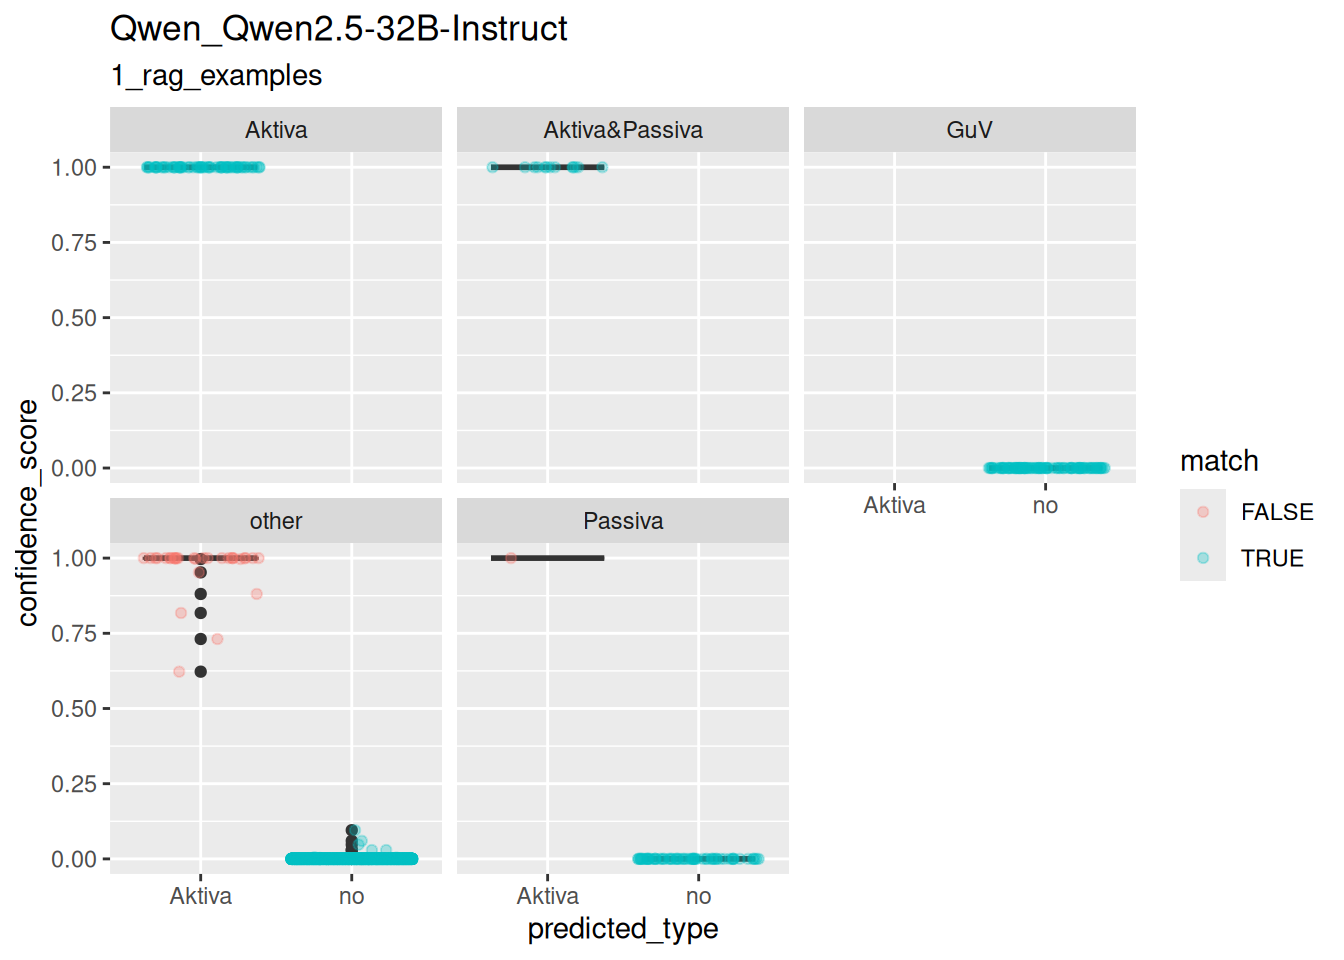 Qwen_Qwen2.5-32B-Instruct
1_rag_examples
Aktiva
Aktiva&Passiva
GuV
1.00
0.75
0.50
0.25
0.00
Aktiva
no
other
Passiva
1.00
0.75
0.50
0.25
0.00
Aktiva
no
Aktiva
no
predicted_type
confidence_score
match
FALSE
TRUE